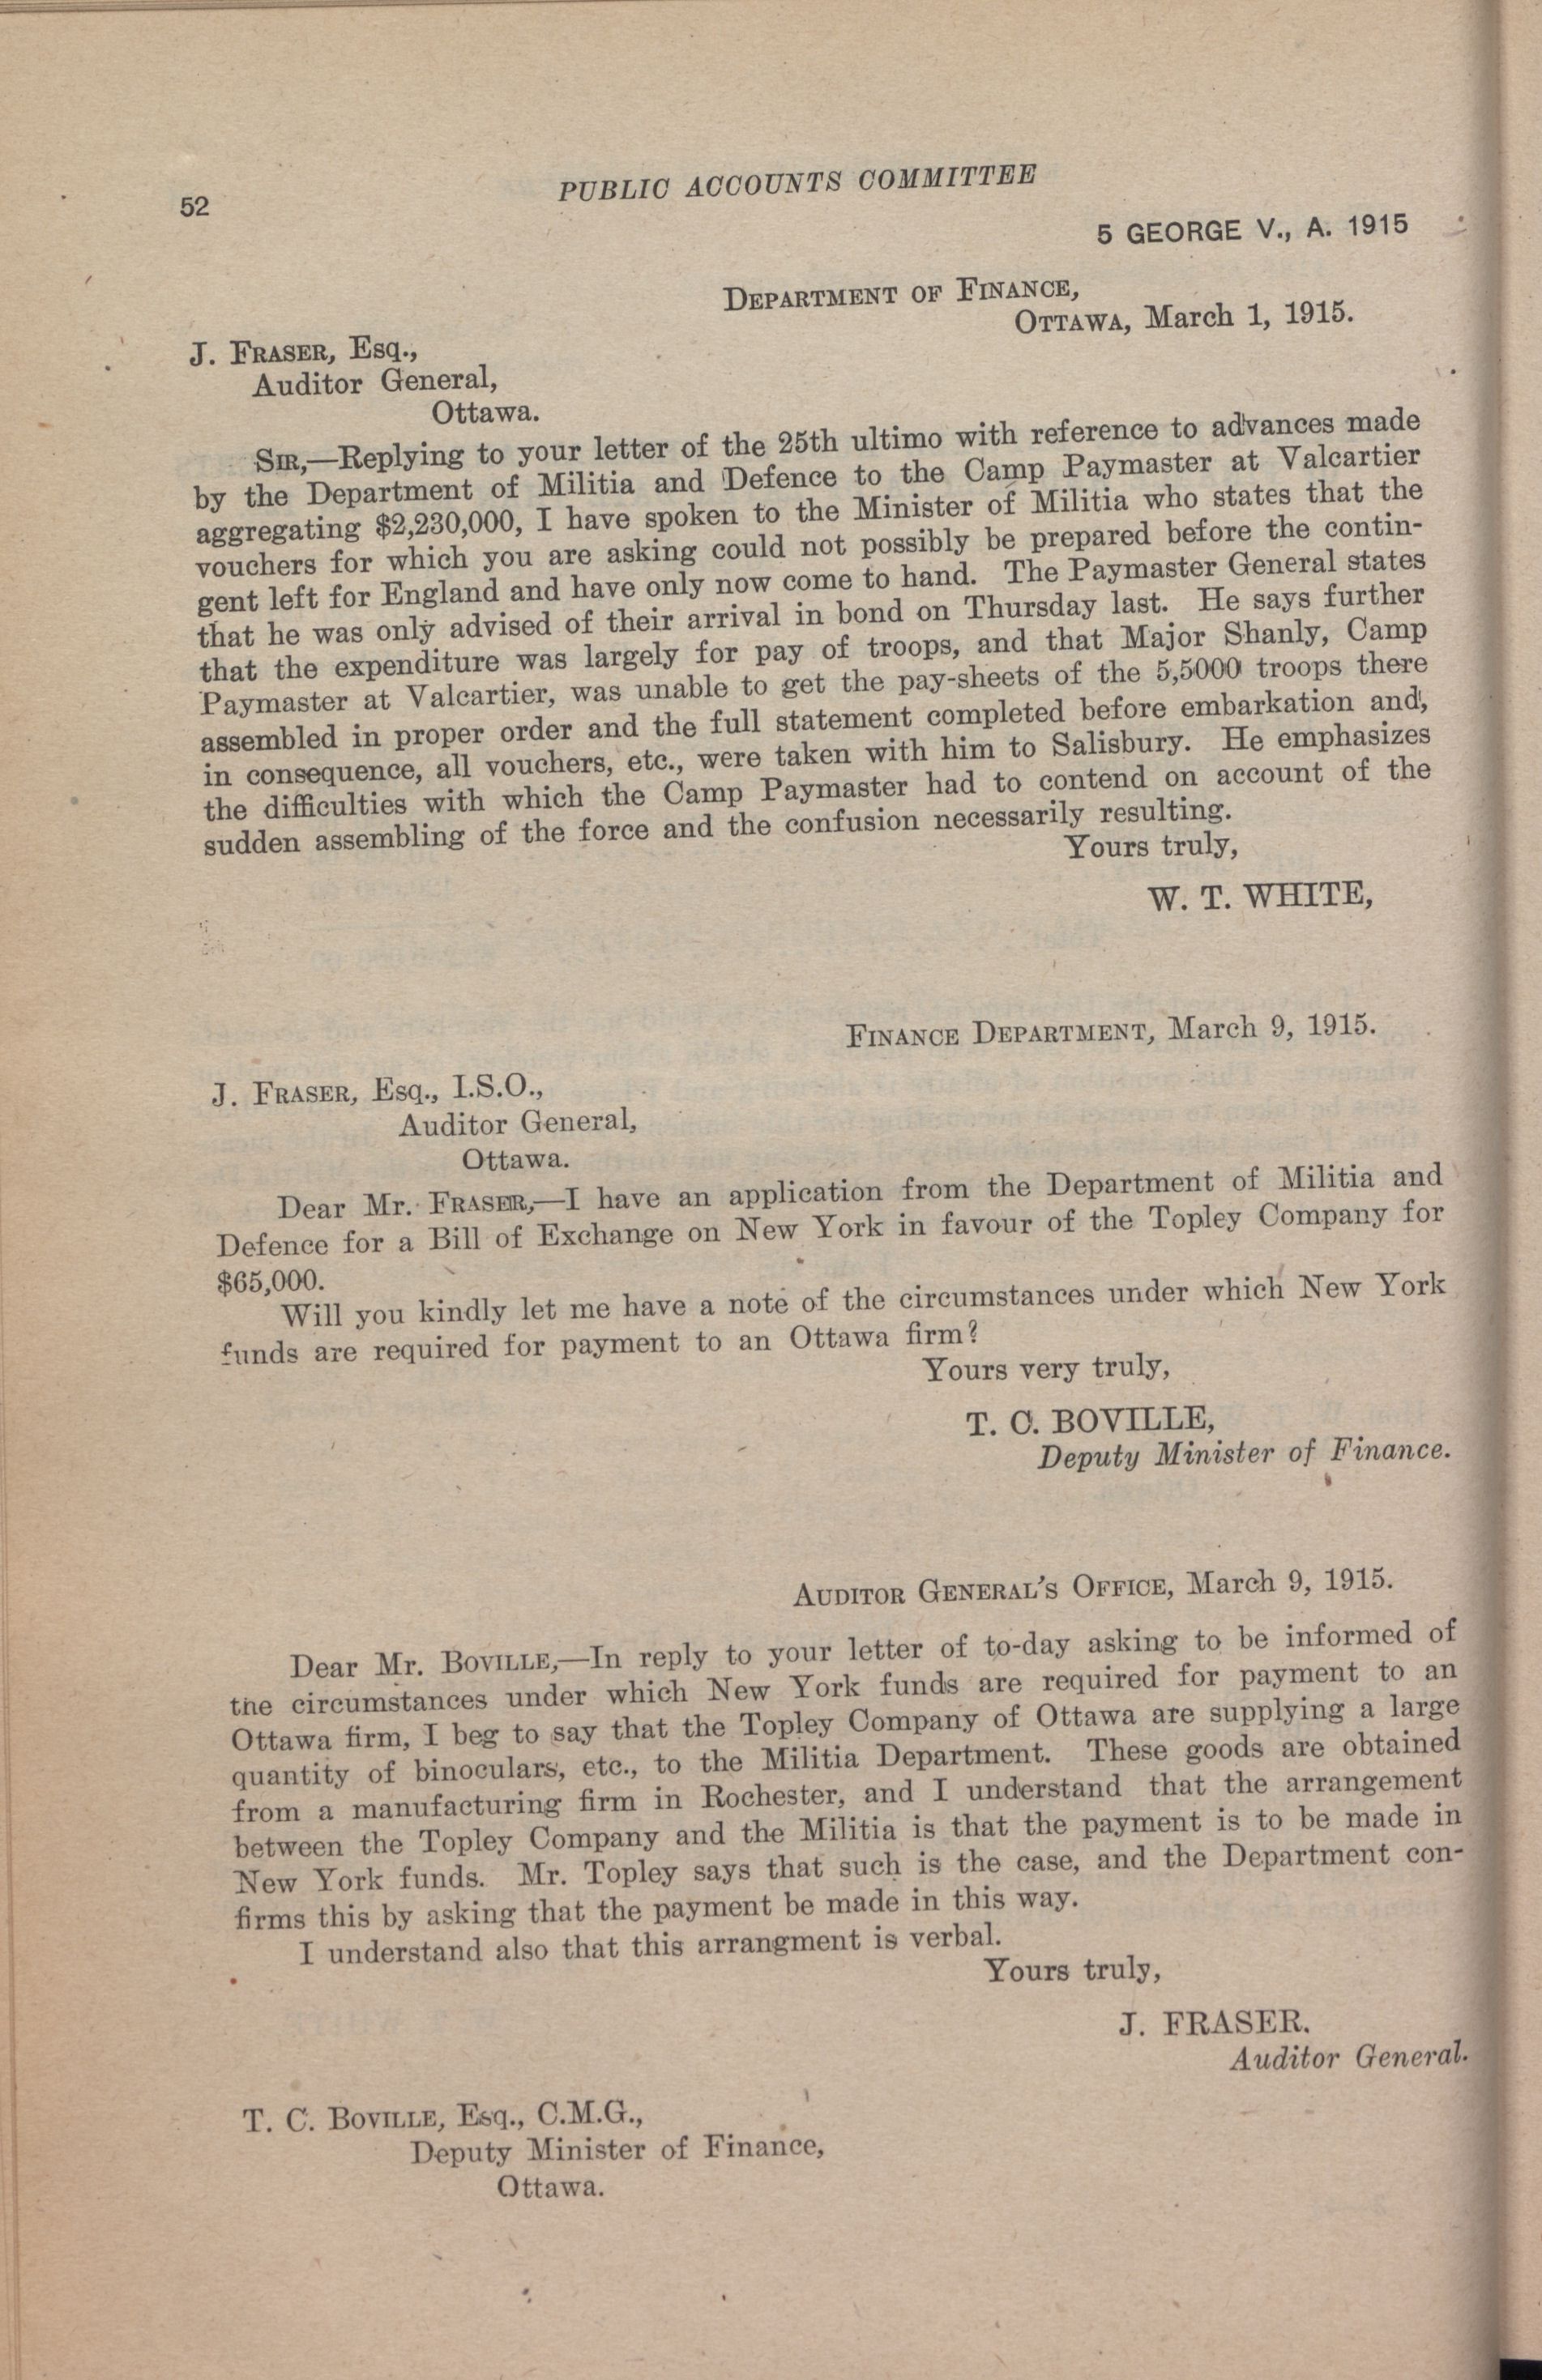 52
PUBLIC ACCOUNTS COMMITTEE
5 GEORGE V., A. 1915
DEPARTMENT OF FINANCE,
OTTAWA, March 1, 1915.
J. FRASER, Esq.,
Auditor General,
Ottawa.
SIR,—Replying to your letter of the 25th ultimo with reference to advances made
by the Department of Militia and Defence to the Camp Paymaster at Valcartier
aggregating $2,230,000, I have spoken to the Minister of Militia who states that the
vouchers for which you are asking could not possibly be prepared before the contin-
gent left for England and have only now come to hand. The Paymaster General states
that he was only advised of their arrival in bond on Thursday last. He says further
that the expenditure was largely for pay of troops, and that Major Shanly, Camp
Paymaster at Valcartier, was unable to get the pay-sheets of the 5,5000 troops there
assembled in proper order and the full statement completed before embarkation and,
in consequence, all vouchers, etc., were taken with him to Salisbury. He emphasizes
the difficulties with which the Camp Paymaster had to contend on account of the
sudden assembling of the force and the confusion necessarily resulting.
Yours truly,
W. T. WHITE,
FINANCE DEPARTMENT, March 9, 1915.
J. FRASER, Esq., I.S.O.,
Auditor General,
Ottawa.
Dear Mr. FRASER,—I have an application from the Department of Militia and
Defence for a Bill of Exchange on New York in favour of the Topley Company for
$65,000.
Will you kindly let me have a note of the circumstances under which New York
funds are required for payment to an Ottawa firm?
Yours very truly,
T. C. BOVILLE,
Deputy Minister of Finance.
AUDITOR GENERAL'S OFFICE, March 9, 1915.
Dear Mr. BOVILLE,—In reply to your letter of to-day asking to be informed of
the circumstances under which New York funds are required for payment to an
Ottawa firm, I beg to say that the Topley Company of Ottawa are supplying a large
quantity of binoculars, etc., to the Militia Department. These goods are obtained
from a manufacturing firm in Rochester, and I understand that the arrangement
between the Topley Company and the Militia is that the payment is to be made in
New York funds. Mr. Topley says that such is the case, and the Department con-
firms this by asking that the payment be made in this way.
I understand also that this arrangment is verbal.
Yours truly,
J. FRASER.
Auditor General.
T. C. BOVILLE, Esq., C.M.G.,
Deputy Minister of Finance,
Ottawa.